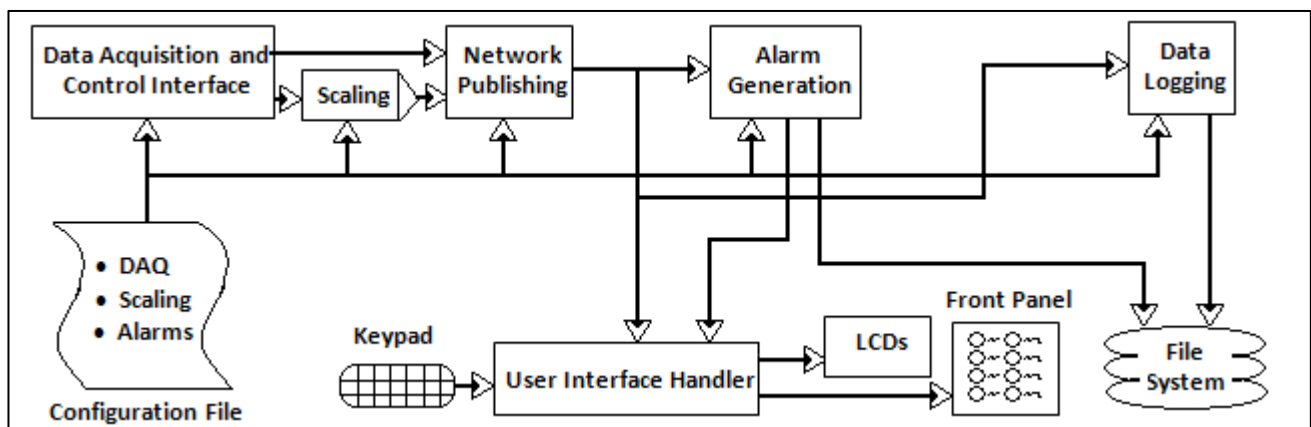 Data Acquisition and
Control Interface
Scaling
Network
Publishing
Alarm
Generation
Data
Logging
• DAQ
• Scaling
• Alarms
Configuration File
Keypad
User Interface Handler
LCDs
Front Panel
File
System